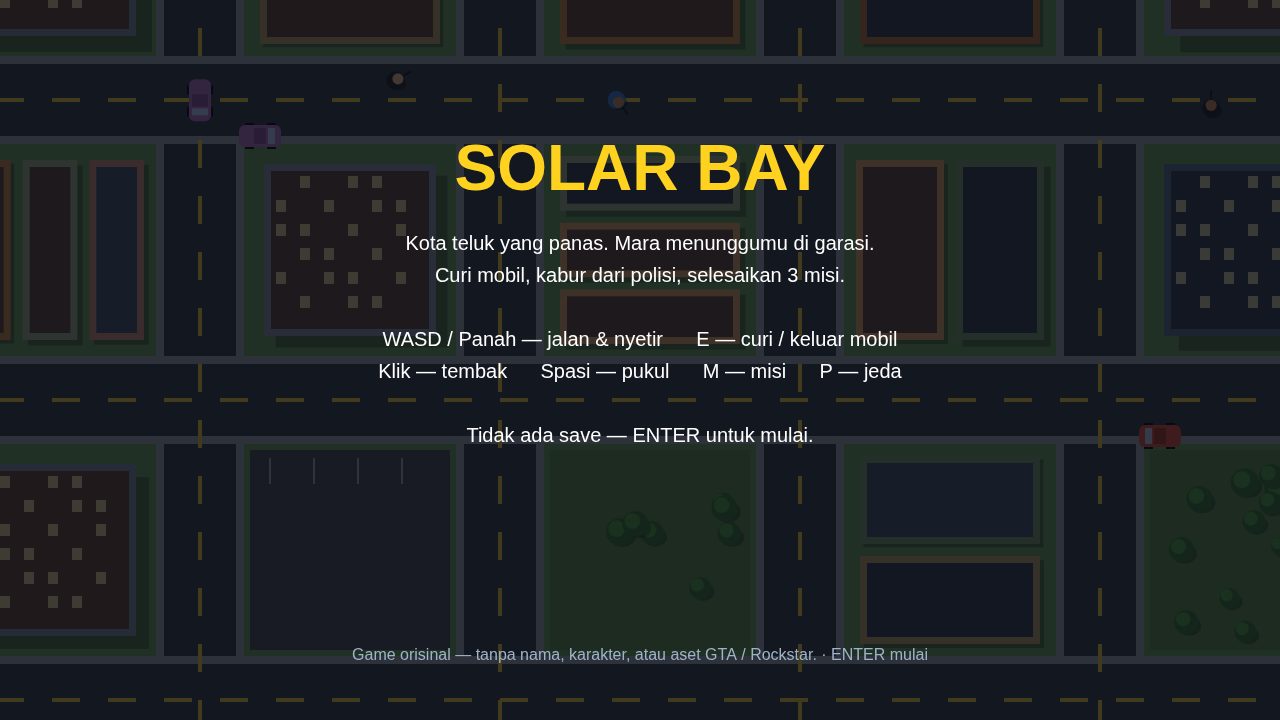 SOLAR BAY
Kota teluk yang panas. Mara menunggumu di garasi.
Curi mobil, kabur dari polisi, selesaikan 3 misi.
WASD / Panah — jalan & nyetir E — curi / keluar mobil
Klik — tembak Spasi — pukul M — misi P — jeda
Tidak ada save — ENTER untuk mulai.
Game orisinal — tanpa nama, karakter, atau aset GTA / Rockstar. · ENTER mulai